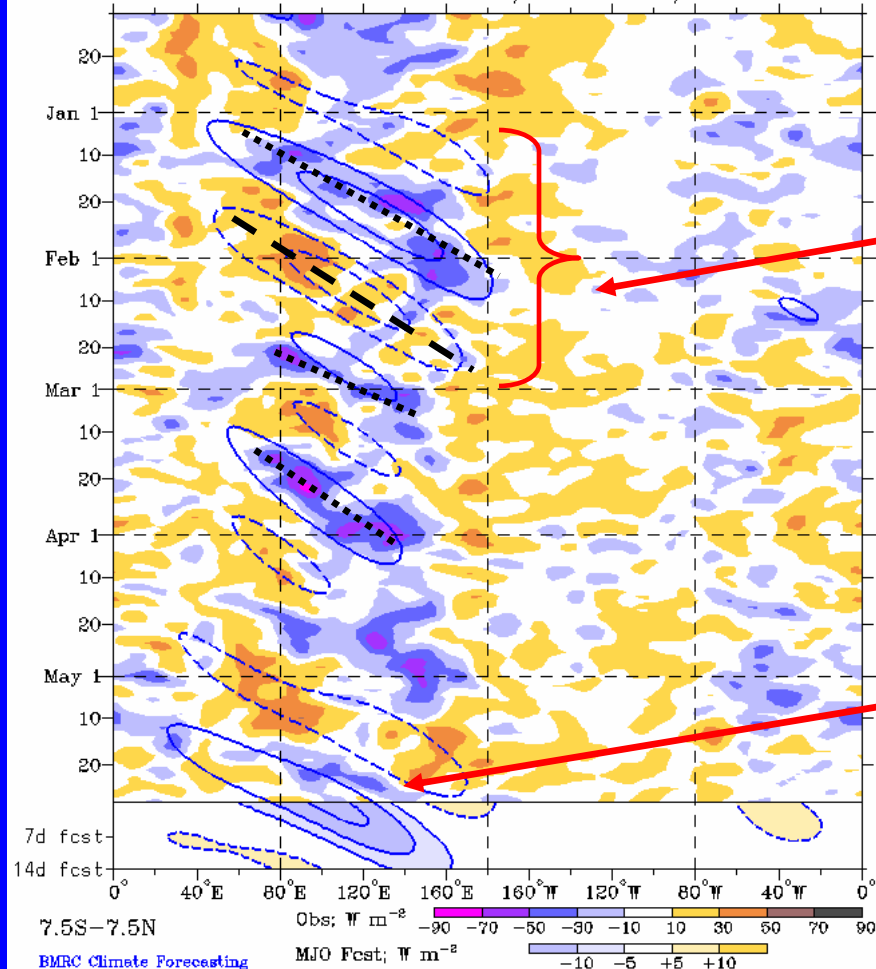 20
Jan 1
10
20
Feb 1
10
20
Mar 1
10
20
Apr 1
10
20
May 1
10
20
7d fcst
14d fcst
0° 40°E 80°E 120°E 160°E 160°W 120°W 80°W 40°W 0°
7.5S-7.5N
Obs; W m-2
-90 -70 -50 -30 -10 10 30 50 70 90
BMRC Climate Forecasting
MJO Fcst; W m-2
-10 -5 +5 +10